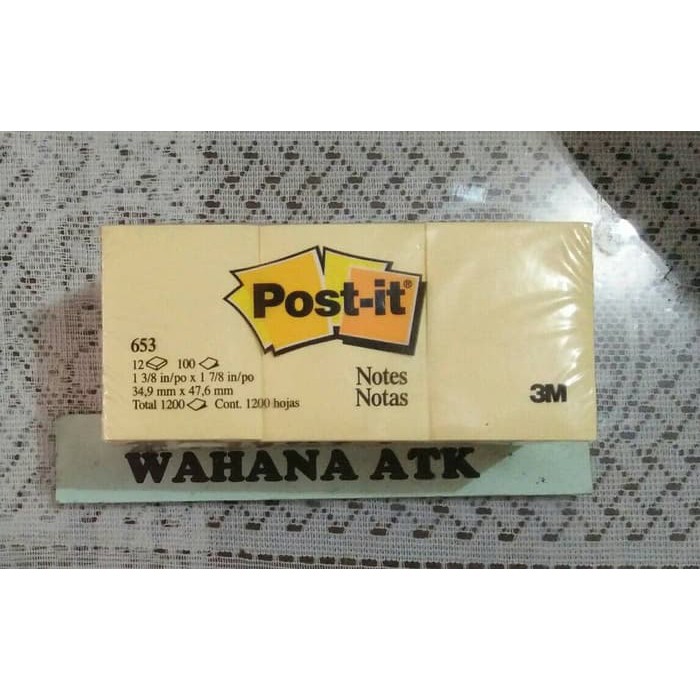 Post-it®
653
12 100
1 3/8 in/po x 1 7/8 in/po
34,9 mm x 47,6 mm
Total 1200 Cont. 1200 hojas
Notes
Notas
3M
WAHANA ATK